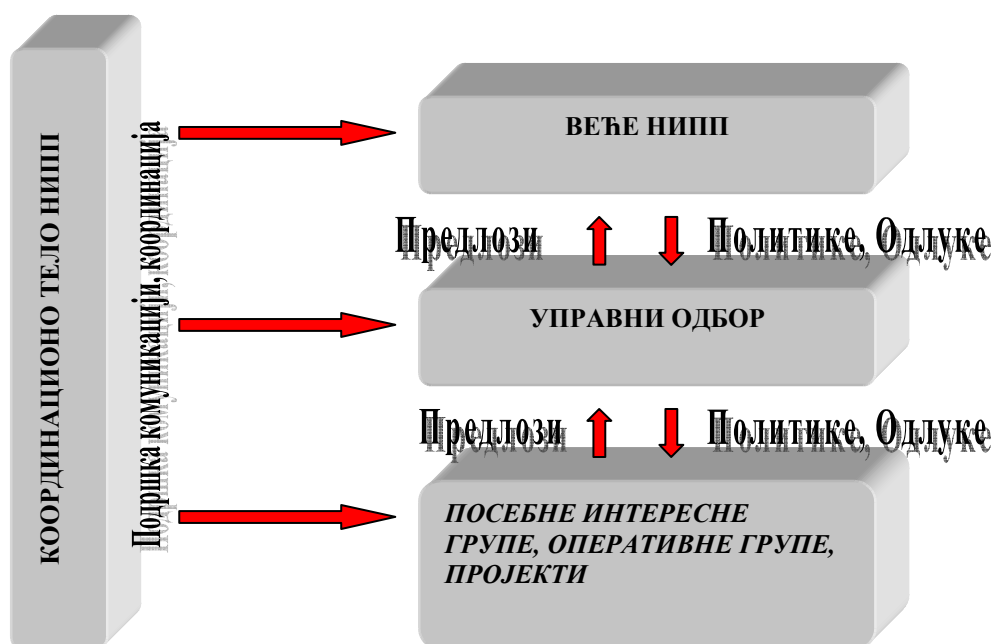 КООРДИНАЦИОНО ТЕЛО НИПП
Подршка комуникацији, координација
ВЕЋЕ НИПП
Предлози
Политике, Одлуке
УПРАВНИ ОДБОР
Предлози
Политике, Одлуке
ПОСЕБНЕ ИНТЕРЕСНЕ
ГРУПЕ, ОПЕРАТИВНЕ ГРУПЕ,
ПРОЈЕКТИ